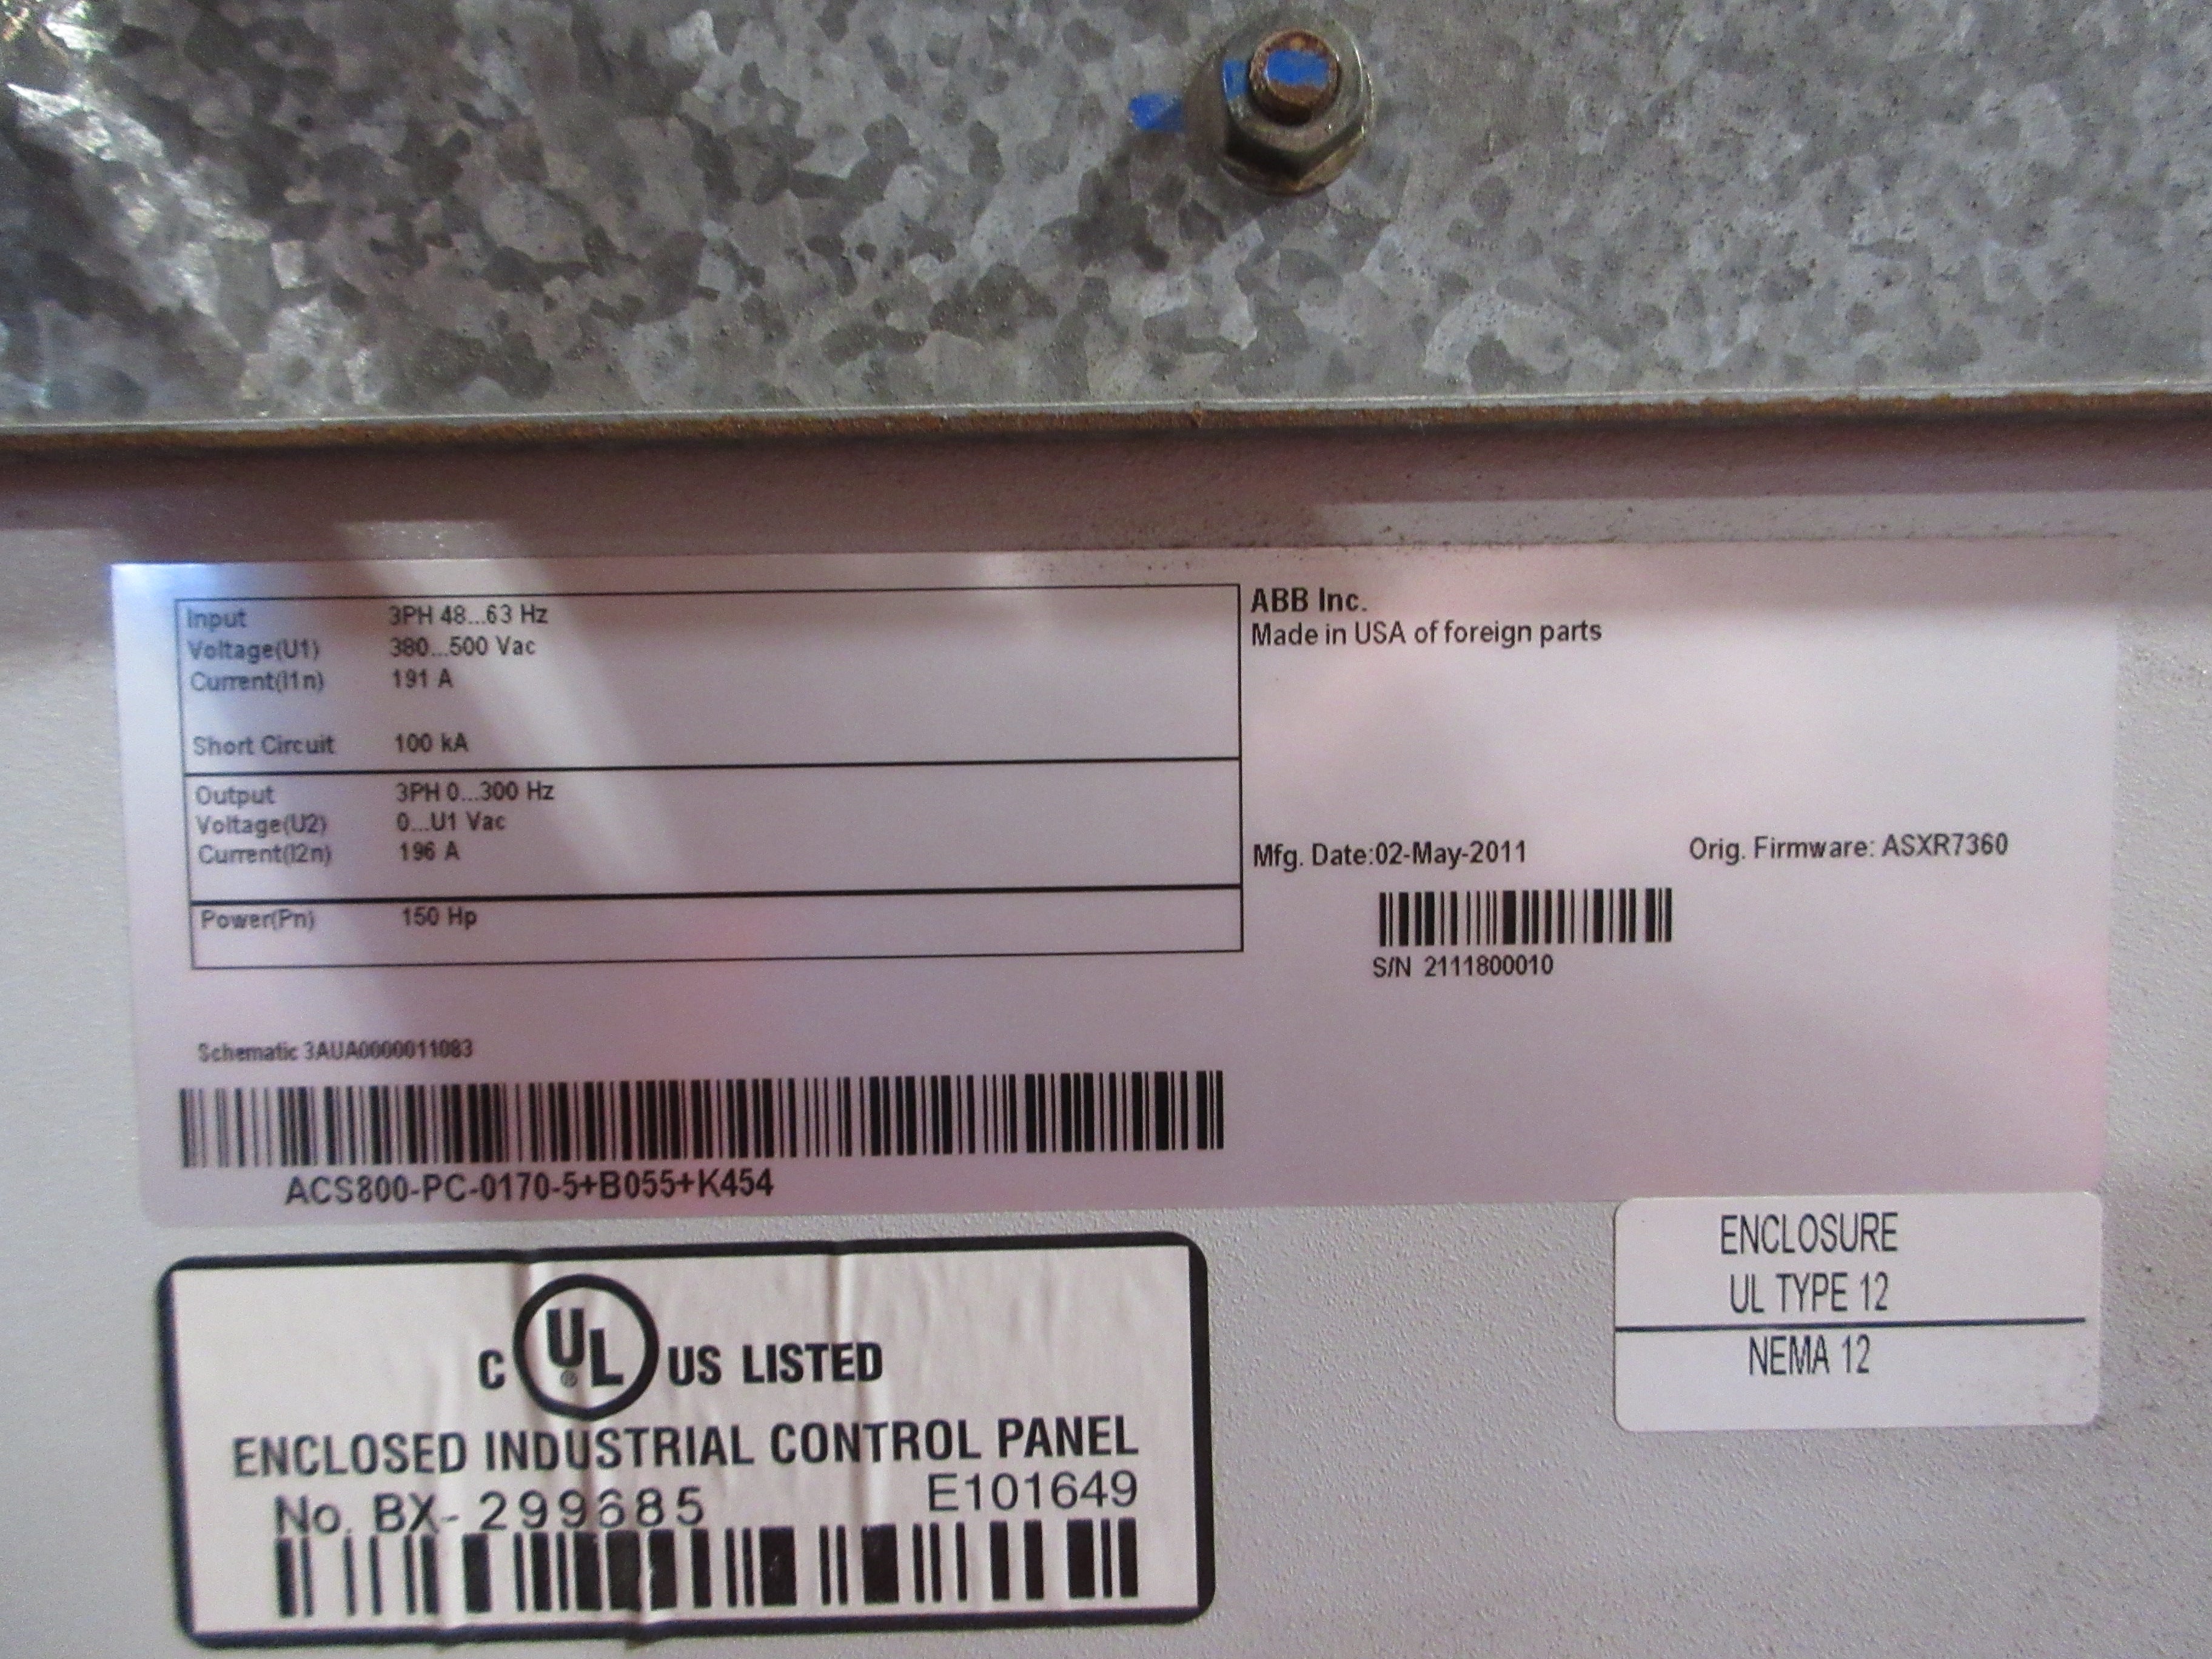 Input 3PH 48...63 Hz
Voltage(U1) 380...500 Vac
Current(I1n) 191 A
Short Circuit 100 kA
Output 3PH 0...300 Hz
Voltage(U2) 0...U1 Vac
Current(I2n) 196 A
Power(Pn) 150 Hp
ABB Inc.
Made in USA of foreign parts
Mfg. Date:02-May-2011 Orig. Firmware: ASXR7360
S/N 2111800010
Schematic 3AUA0000011083
ACS800-PC-0170-5+B055+K454
C UL ® US LISTED
ENCLOSED INDUSTRIAL CONTROL PANEL
No. BX- 299685 E101649
ENCLOSURE
UL TYPE 12
NEMA 12